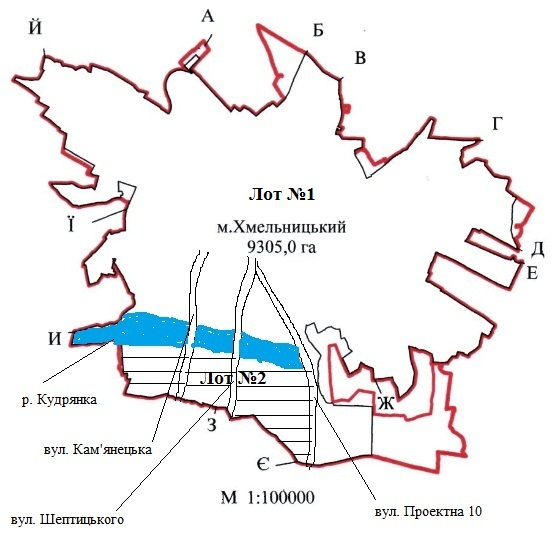 А
Б
Й
В
Г
Лот №1
Ї
м.Хмельницький
9305,0 га
Д
Е
И
Лот №2
р. Кудрянка
Ж
З
вул. Кам'янецька
Є
М 1:100000
вул. Шептицького
вул. Проектна 10